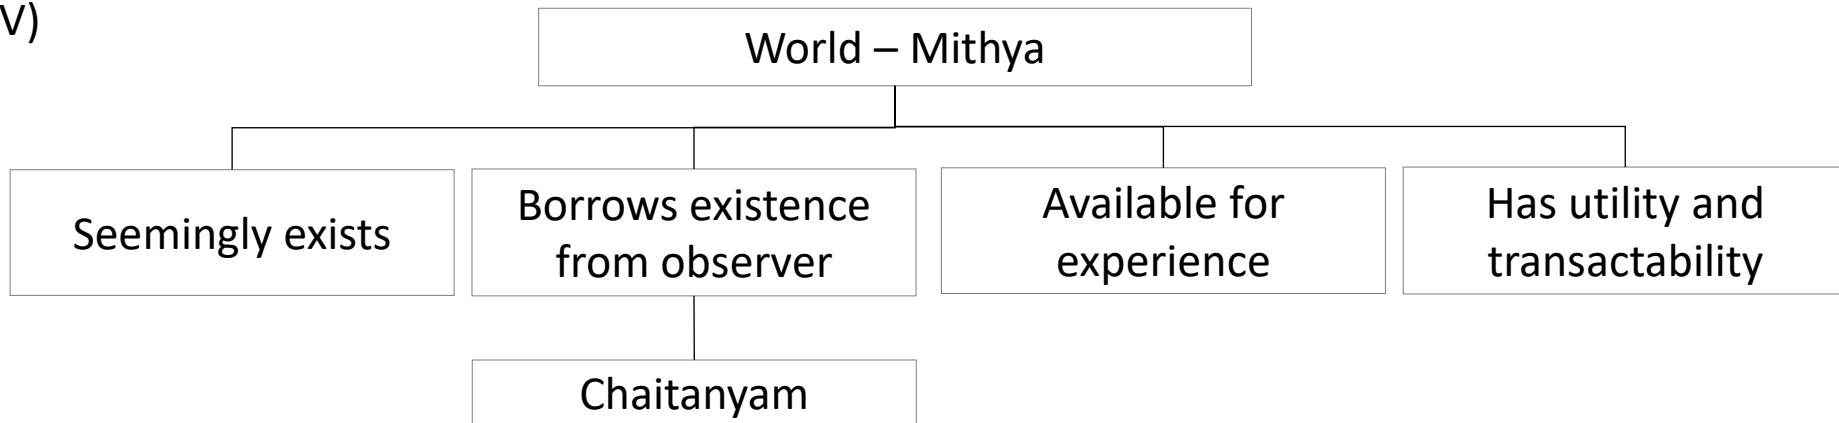 V)
World – Mithya
Seemingly exists
Borrows existence
from observer
Available for
experience
Has utility and
transactability
Chaitanyam